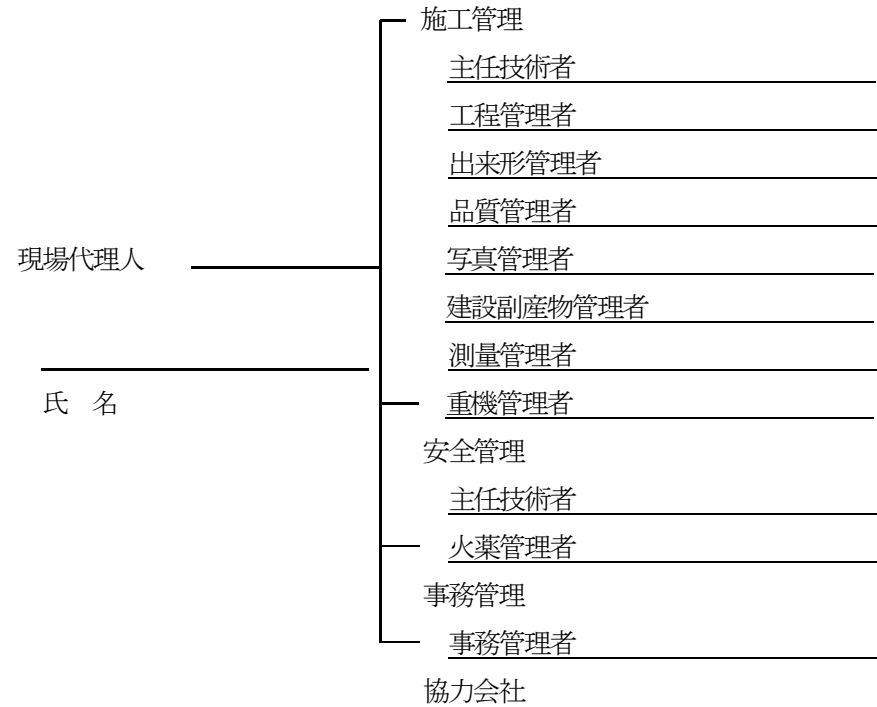 施工管理
主任技術者
工程管理者
出来形管理者
品質管理者
現場代理人
写真管理者
建設副産物管理者
測量管理者
氏 名
重機管理者
安全管理
主任技術者
火薬管理者
事務管理
事務管理者
協力会社